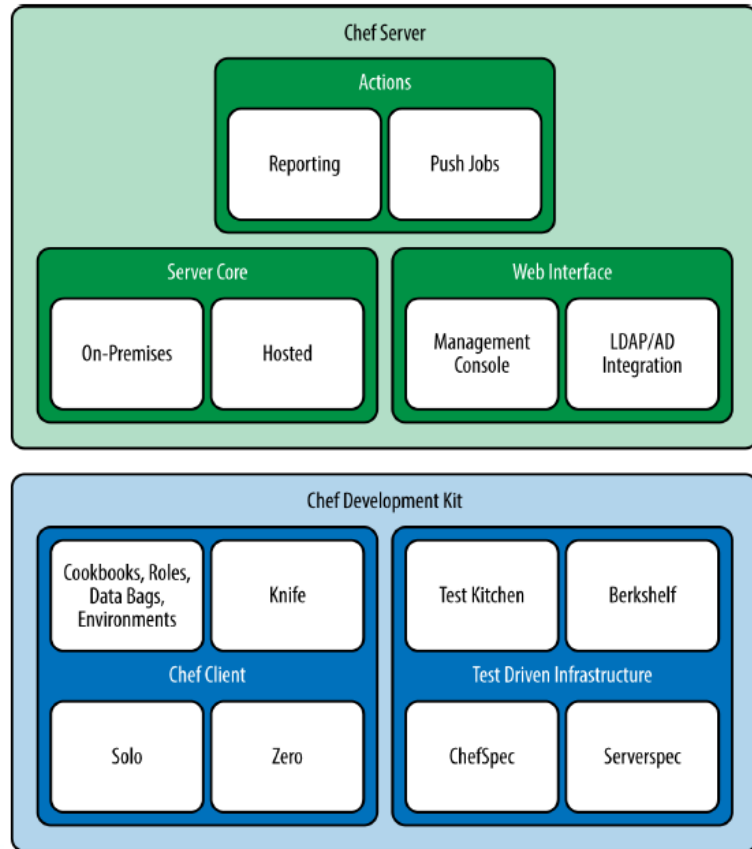 Chef Server
Actions
Reporting
Push Jobs
Server Core
On-Premises
Hosted
Web Interface
Management
Console
LDAP/AD
Integration
Chef Development Kit
Cookbooks, Roles,
Data Bags,
Environments
Knife
Chef Client
Solo
Zero
Test Kitchen
Berkshelf
Test Driven Infrastructure
ChefSpec
Serverspec